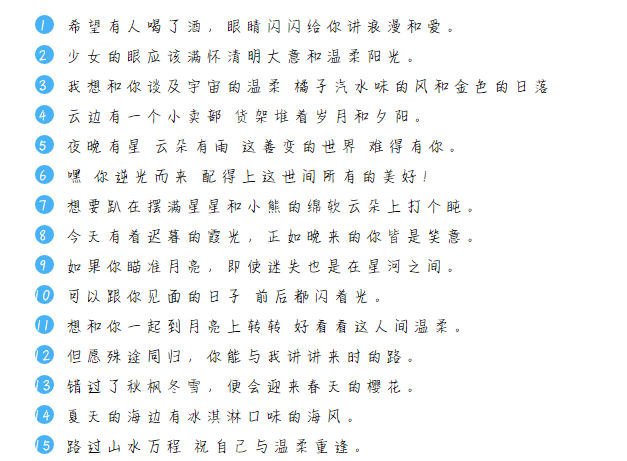 1 希望有人喝了酒，眼睛闪闪给你讲浪漫和爱。
2 少女的眼应该满怀清明大意和温柔阳光。
3 我想和你谈及宇宙的温柔 橘子汽水味的风和金色的日落
4 云边有一个小卖部 货架堆着岁月和夕阳。
5 夜晚有星 云朵有雨 这善变的世界 难得有你。
6 嘿 你逆光而来 配得上这世间所有的美好！
7 想要趴在摆满星星和小熊的绵软云朵上打个盹。
8 今天有着迟暮的霞光，正如晚来的你皆是笑意。
9 如果你瞄准月亮，即使迷失也是在星河之间。
10 可以跟你见面的日子 前后都闪着光。
11 想和你一起到月亮上转转 好看看这人间温柔。
12 但愿殊途同归，你能与我讲讲来时的路。
13 错过了秋枫冬雪，便会迎来春天的樱花。
14 夏天的海边有冰淇淋口味的海风。
15 路过山水万程 祝自己与温柔重逢。